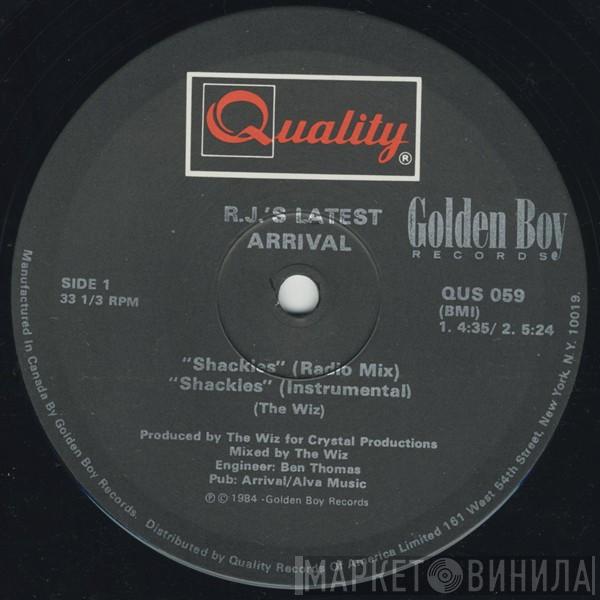 Quality®
R.J.'S LATEST
ARRIVAL
Golden Boy
RECORDS
SIDE 1
33 1/3 RPM
QUS 059
(BMI)
1. 4:35/ 2. 5:24
"Shackles" (Radio Mix)
"Shackles" (Instrumental)
(The Wiz)
Produced by The Wiz for Crystal Productions
Mixed by The Wiz
Engineer: Ben Thomas
Pub: Arrival/Alva Music
℗ © 1984 -Golden Boy Records
Manufactured In Canada By Golden Boy Records.
Distributed by Quality Records Of America Limited 161 West 54th Street, New York, N.Y. 10019.
МАРКЕТ ВИНИЛА